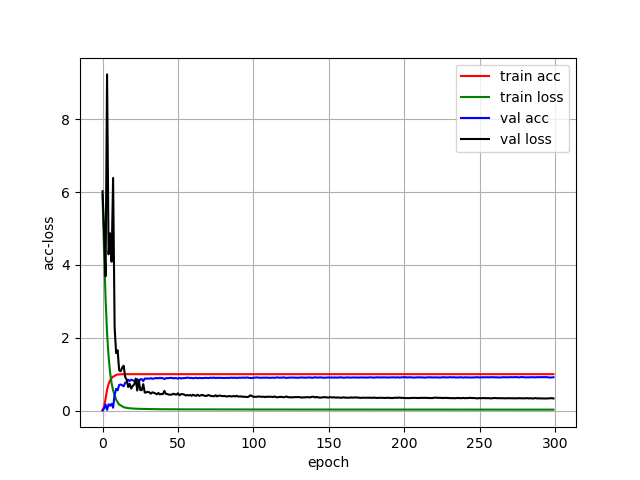 train acc
train loss
val acc
val loss
8
6
4
2
0
acc-loss
0 50 100 150 200 250 300
epoch